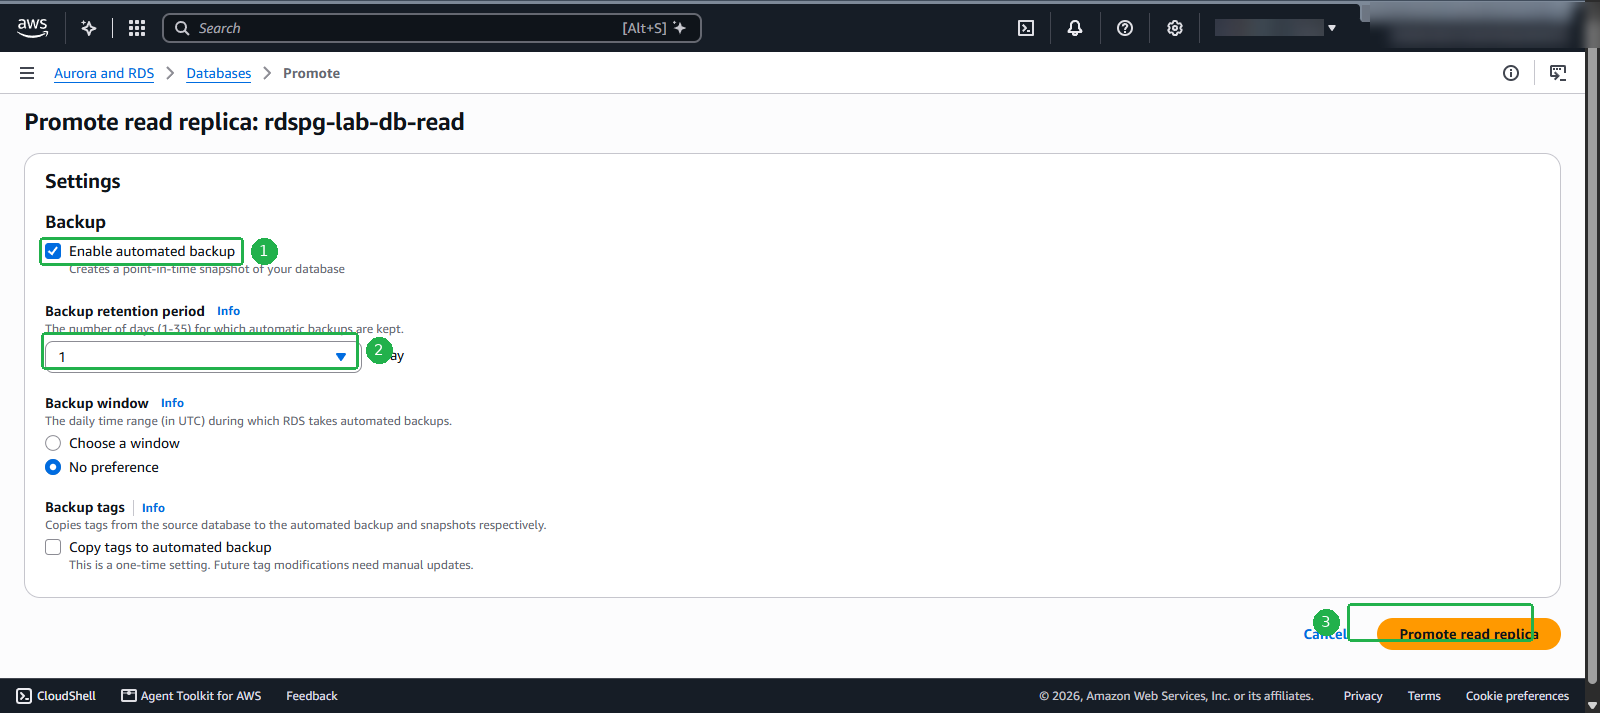 aws Search [Alt+S]
Aurora and RDS > Databases > Promote
Promote read replica: rdspg-lab-db-read
Settings
Backup
Enable automated backup 1
Creates a point-in-time snapshot of your database
Backup retention period Info
The number of days (1-35) for which automatic backups are kept.
1 2 ay
Backup window Info
The daily time range (in UTC) during which RDS takes automated backups.
Choose a window
No preference
Backup tags Info
Copies tags from the source database to the automated backup and snapshots respectively.
Copy tags to automated backup
This is a one-time setting. Future tag modifications need manual updates.
Cancel 3 Promote read replica
CloudShell Agent Toolkit for AWS Feedback © 2026, Amazon Web Services, Inc. or its affiliates. Privacy Terms Cookie preferences